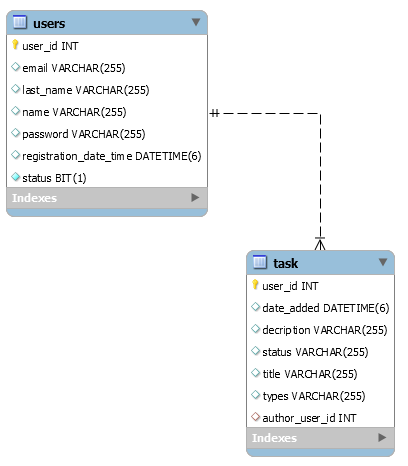 users
user_id INT
email VARCHAR(255)
last_name VARCHAR(255)
name VARCHAR(255)
password VARCHAR(255)
registration_date_time DATETIME(6)
status BIT(1)
Indexes
task
user_id INT
date_added DATETIME(6)
decription VARCHAR(255)
status VARCHAR(255)
title VARCHAR(255)
types VARCHAR(255)
author_user_id INT
Indexes